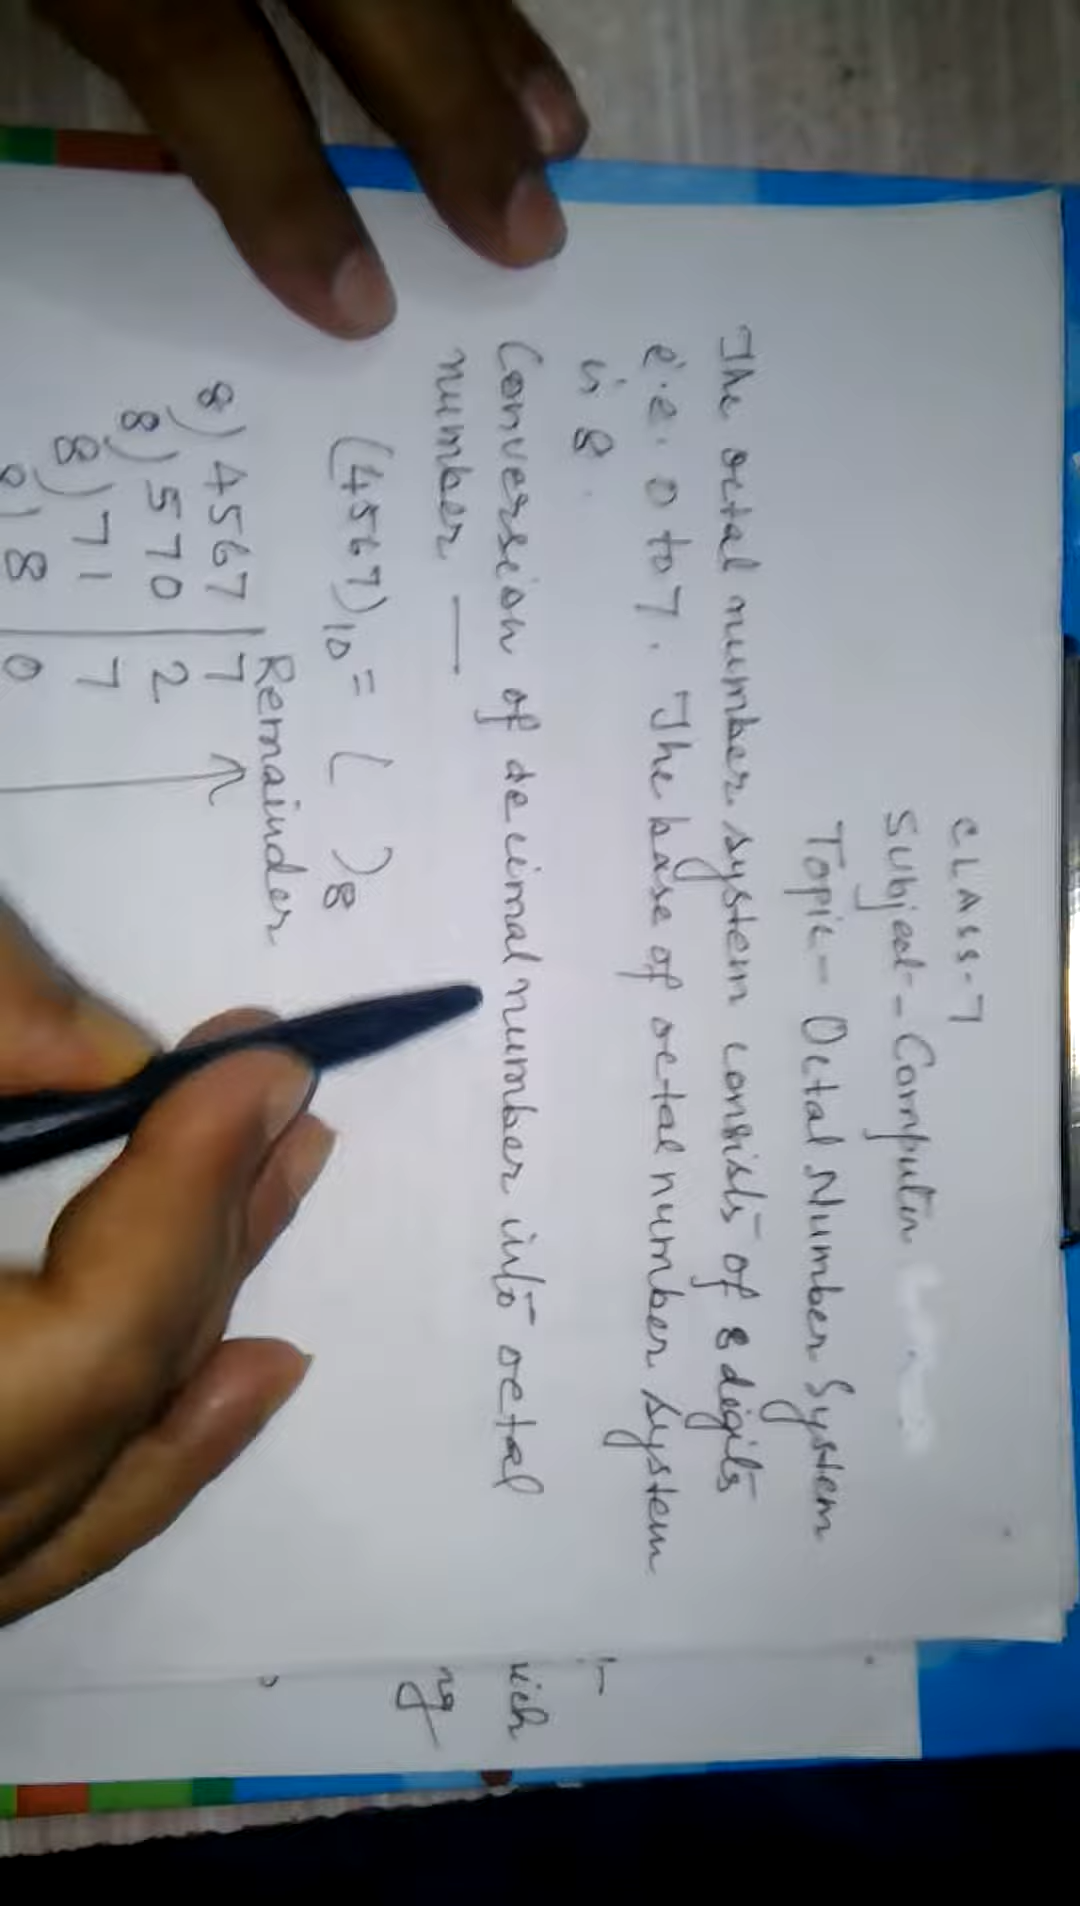 CLASS-7
Subject-Computer
Topic- Octal Number System
The octal number system consists of 8 digits
i.e. 0 to 7. The base of octal number system
is 8.
Conversion of decimal number into octal
number —
(4567)10 = ( )8
Remainder
8) 4567 | 7
8) 570 | 2
8) 71 | 7
8) 8 | 0